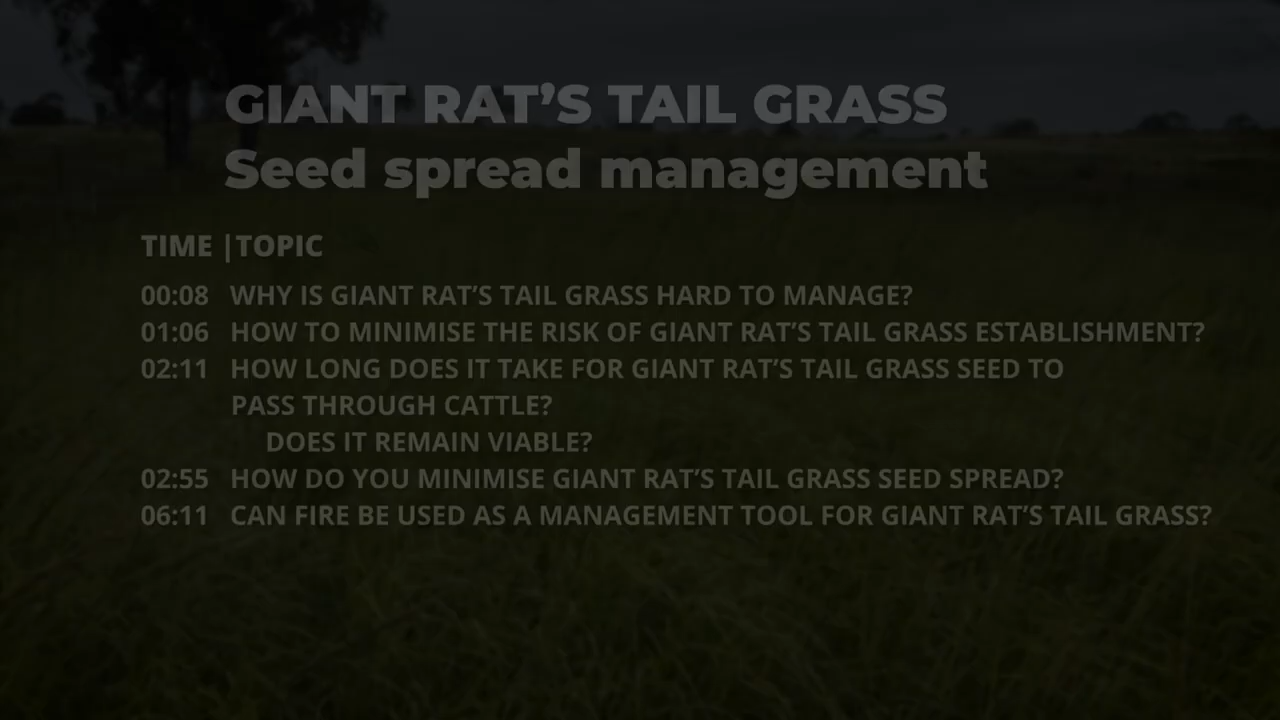 GIANT RAT’S TAIL GRASS
Seed spread management
TIME |TOPIC
00:08 WHY IS GIANT RAT’S TAIL GRASS HARD TO MANAGE?
01:06 HOW TO MINIMISE THE RISK OF GIANT RAT’S TAIL GRASS ESTABLISHMENT?
02:11 HOW LONG DOES IT TAKE FOR GIANT RAT’S TAIL GRASS SEED TO
PASS THROUGH CATTLE?
DOES IT REMAIN VIABLE?
02:55 HOW DO YOU MINIMISE GIANT RAT’S TAIL GRASS SEED SPREAD?
06:11 CAN FIRE BE USED AS A MANAGEMENT TOOL FOR GIANT RAT’S TAIL GRASS?